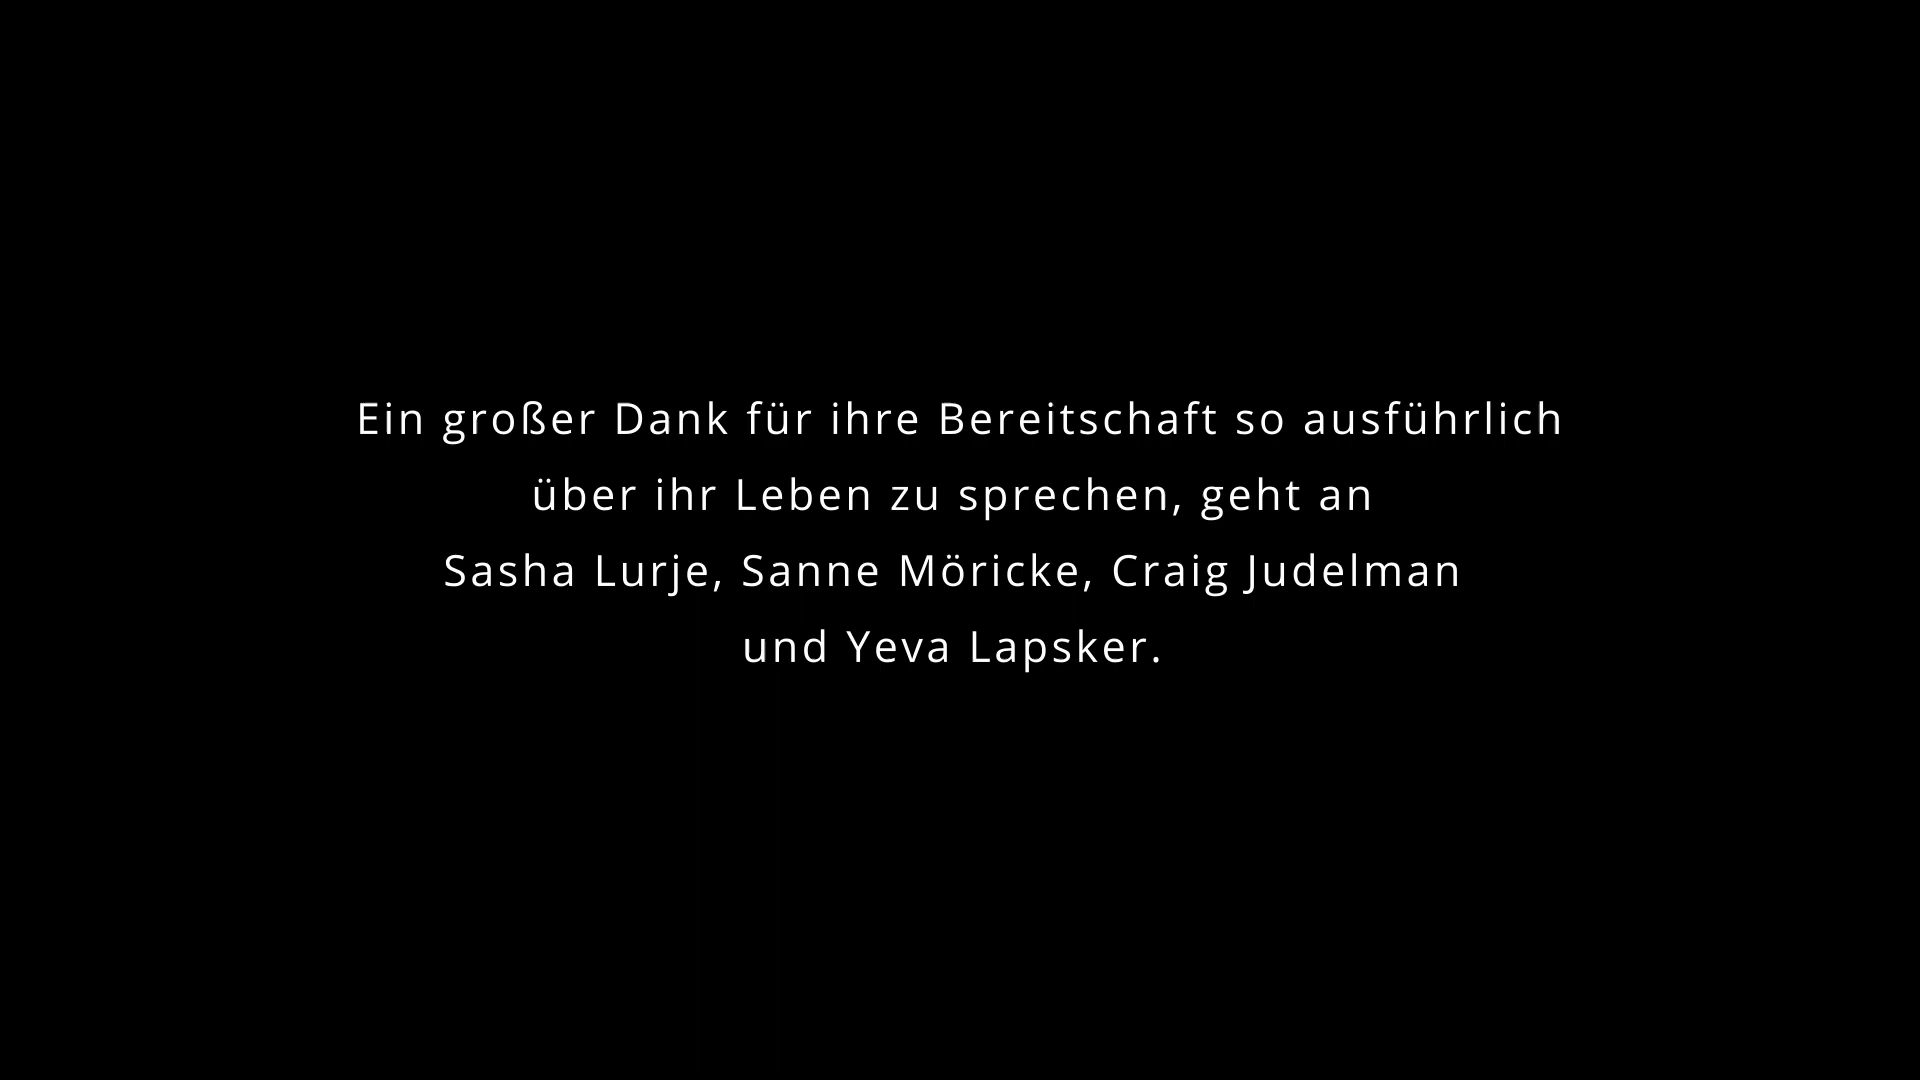 Ein großer Dank für ihre Bereitschaft so ausführlich
über ihr Leben zu sprechen, geht an
Sasha Lurje, Sanne Möricke, Craig Judelman
und Yeva Lapsker.